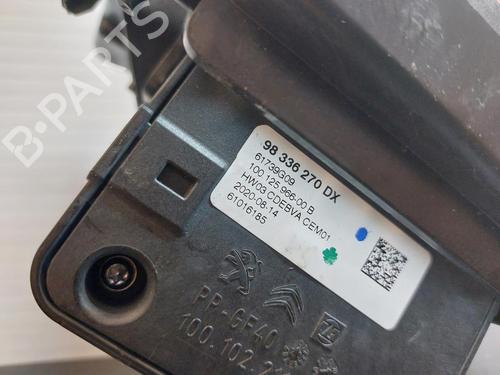 B-PARTS
98 336 270 DX
61739G09
100.125.956-00 B
HW03 CDEBVA CEM01
2020-08-14
61016185
PP-GF40
100.102.2